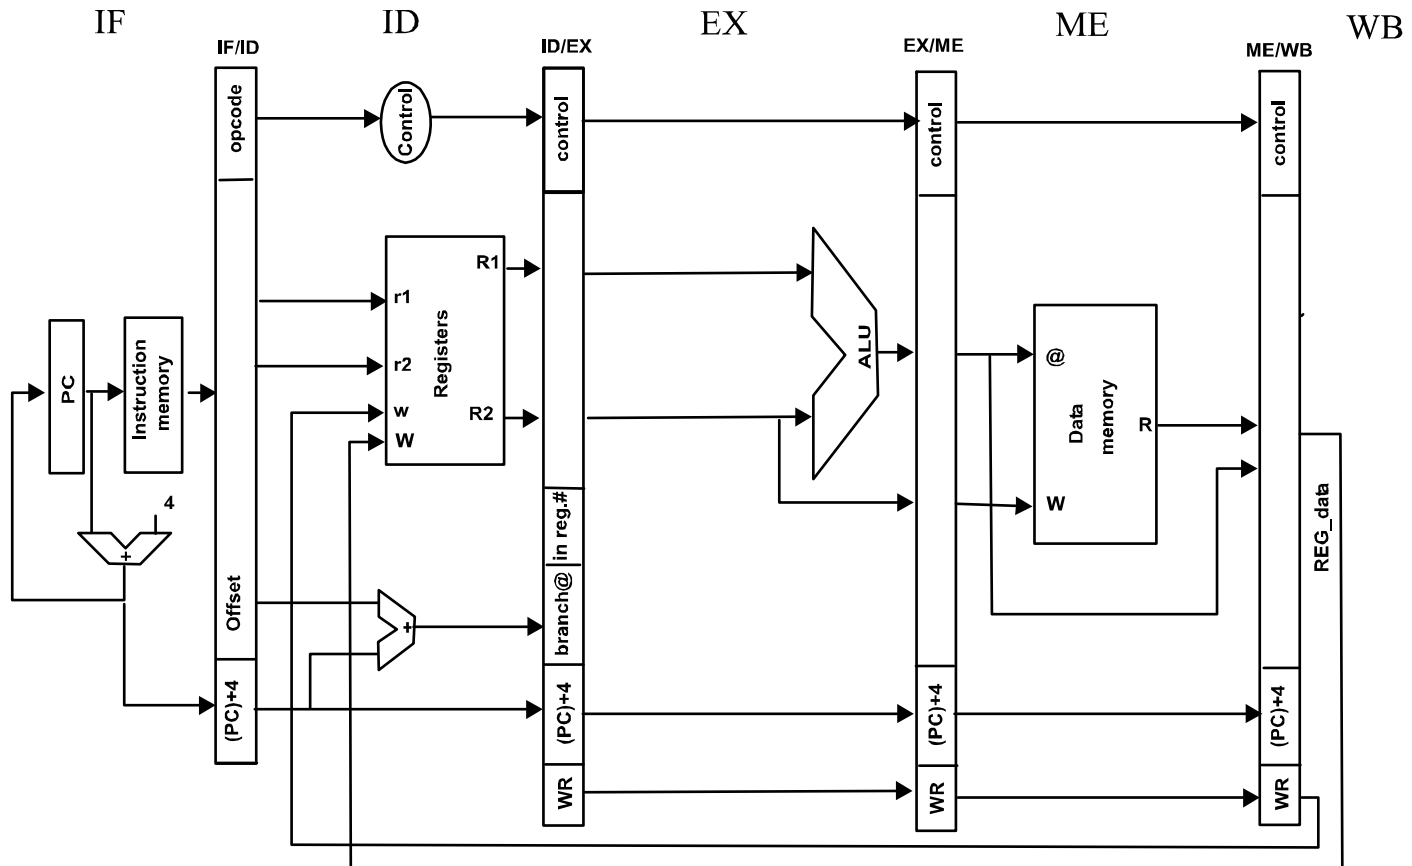 IF
ID
EX
ME
WB
IF/ID
ID/EX
EX/ME
ME/WB
opcode
Control
control
control
control
PC
Instruction
memory
4
+
r1
r2
w
W
Registers
R1
R2
ALU
@
W
Data
memory
R
REG_data
Offset
+
in reg.#
branch@
(PC)+4
(PC)+4
(PC)+4
(PC)+4
WR
WR
WR